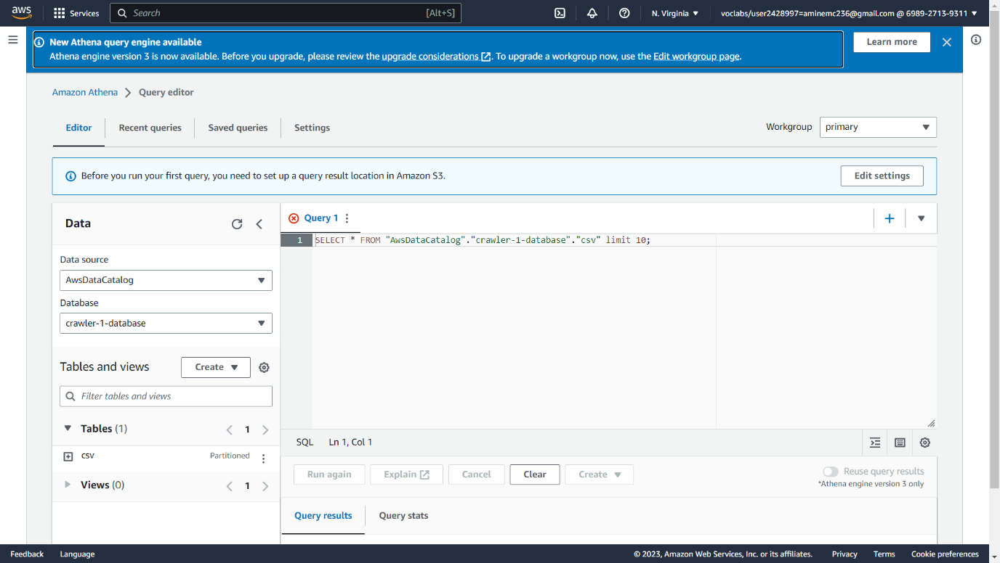 aws
Services
Search
[Alt+S]
N. Virginia
voclabs/user2428997=aminemc236@gmail.com @ 6989-2713-9311
New Athena query engine available
Athena engine version 3 is now available. Before you upgrade, please review the upgrade considerations. To upgrade a workgroup now, use the Edit workgroup page.
Learn more
Amazon Athena
Query editor
Editor
Recent queries
Saved queries
Settings
Workgroup
primary
Before you run your first query, you need to set up a query result location in Amazon S3.
Edit settings
Data
Data source
AwsDataCatalog
Database
crawler-1-database
Tables and views
Create
Filter tables and views
Tables (1)
1
csv
Partitioned
Views (0)
1
Query 1
1
SELECT * FROM "AwsDataCatalog"."crawler-1-database"."csv" limit 10;
SQL
Ln 1, Col 1
Run again
Explain
Cancel
Clear
Create
Reuse query results
*Athena engine version 3 only
Query results
Query stats
Feedback
Language
© 2023, Amazon Web Services, Inc. or its affiliates.
Privacy
Terms
Cookie preferences